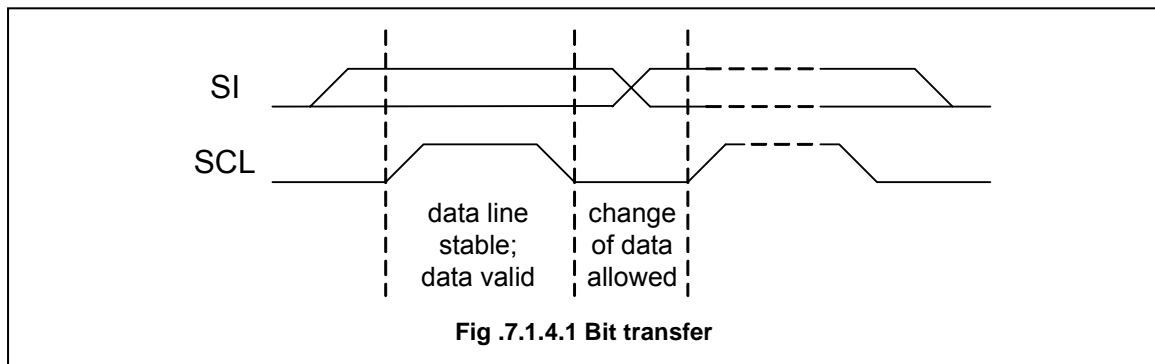 SI
SCL
data line
stable;
data valid
change
of data
allowed
Fig .7.1.4.1 Bit transfer